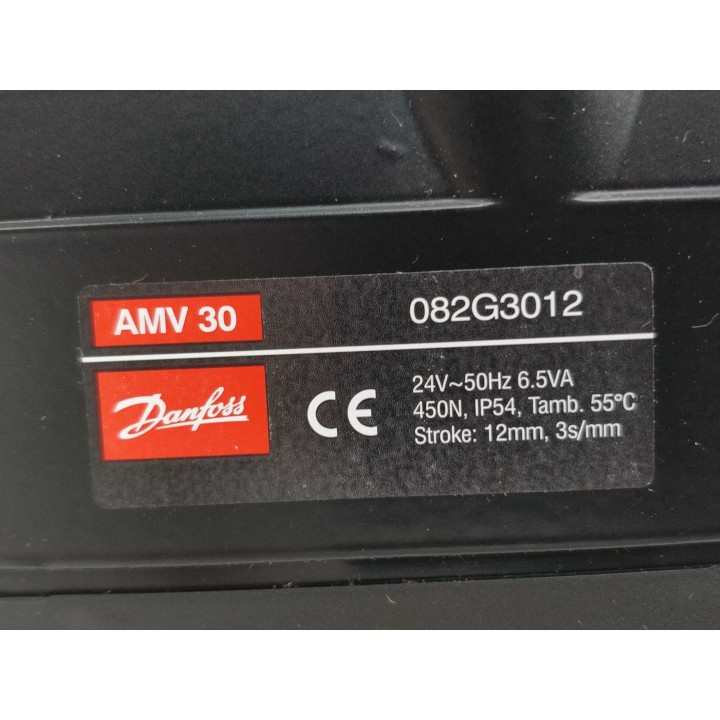 AMV 30
082G3012
Danfoss
CE
24V~50Hz 6.5VA
450N, IP54, Tamb. 55°C
Stroke: 12mm, 3s/mm